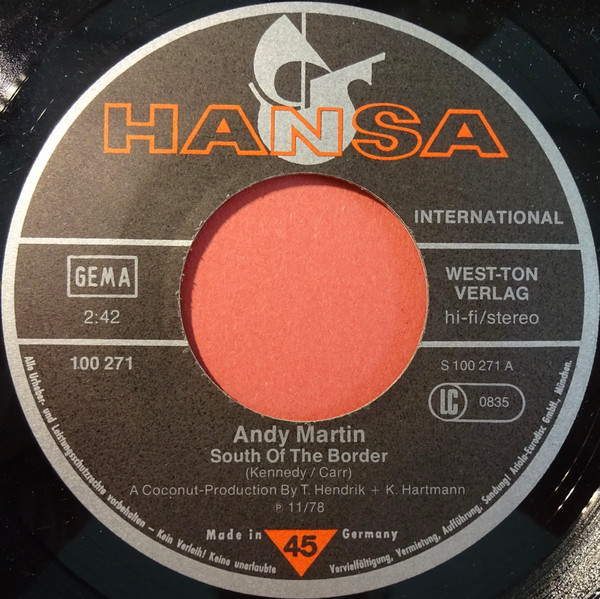 HANSA
INTERNATIONAL
GEMA
WEST-TON
VERLAG
2:42
hi-fi/stereo
100 271
S 100 271 A
LC 0835
Andy Martin
South Of The Border
(Kennedy / Carr)
A Coconut-Production By T. Hendrik + K. Hartmann
℗ 11/78
Made in 45 Germany
Alle Urheber- und Leistungsschutzrechte vorbehalten – Kein Verleih! Keine unerlaubte Vervielfältigung, Vermietung, Aufführung, Sendung! Ariola-Eurodisc GmbH, München.